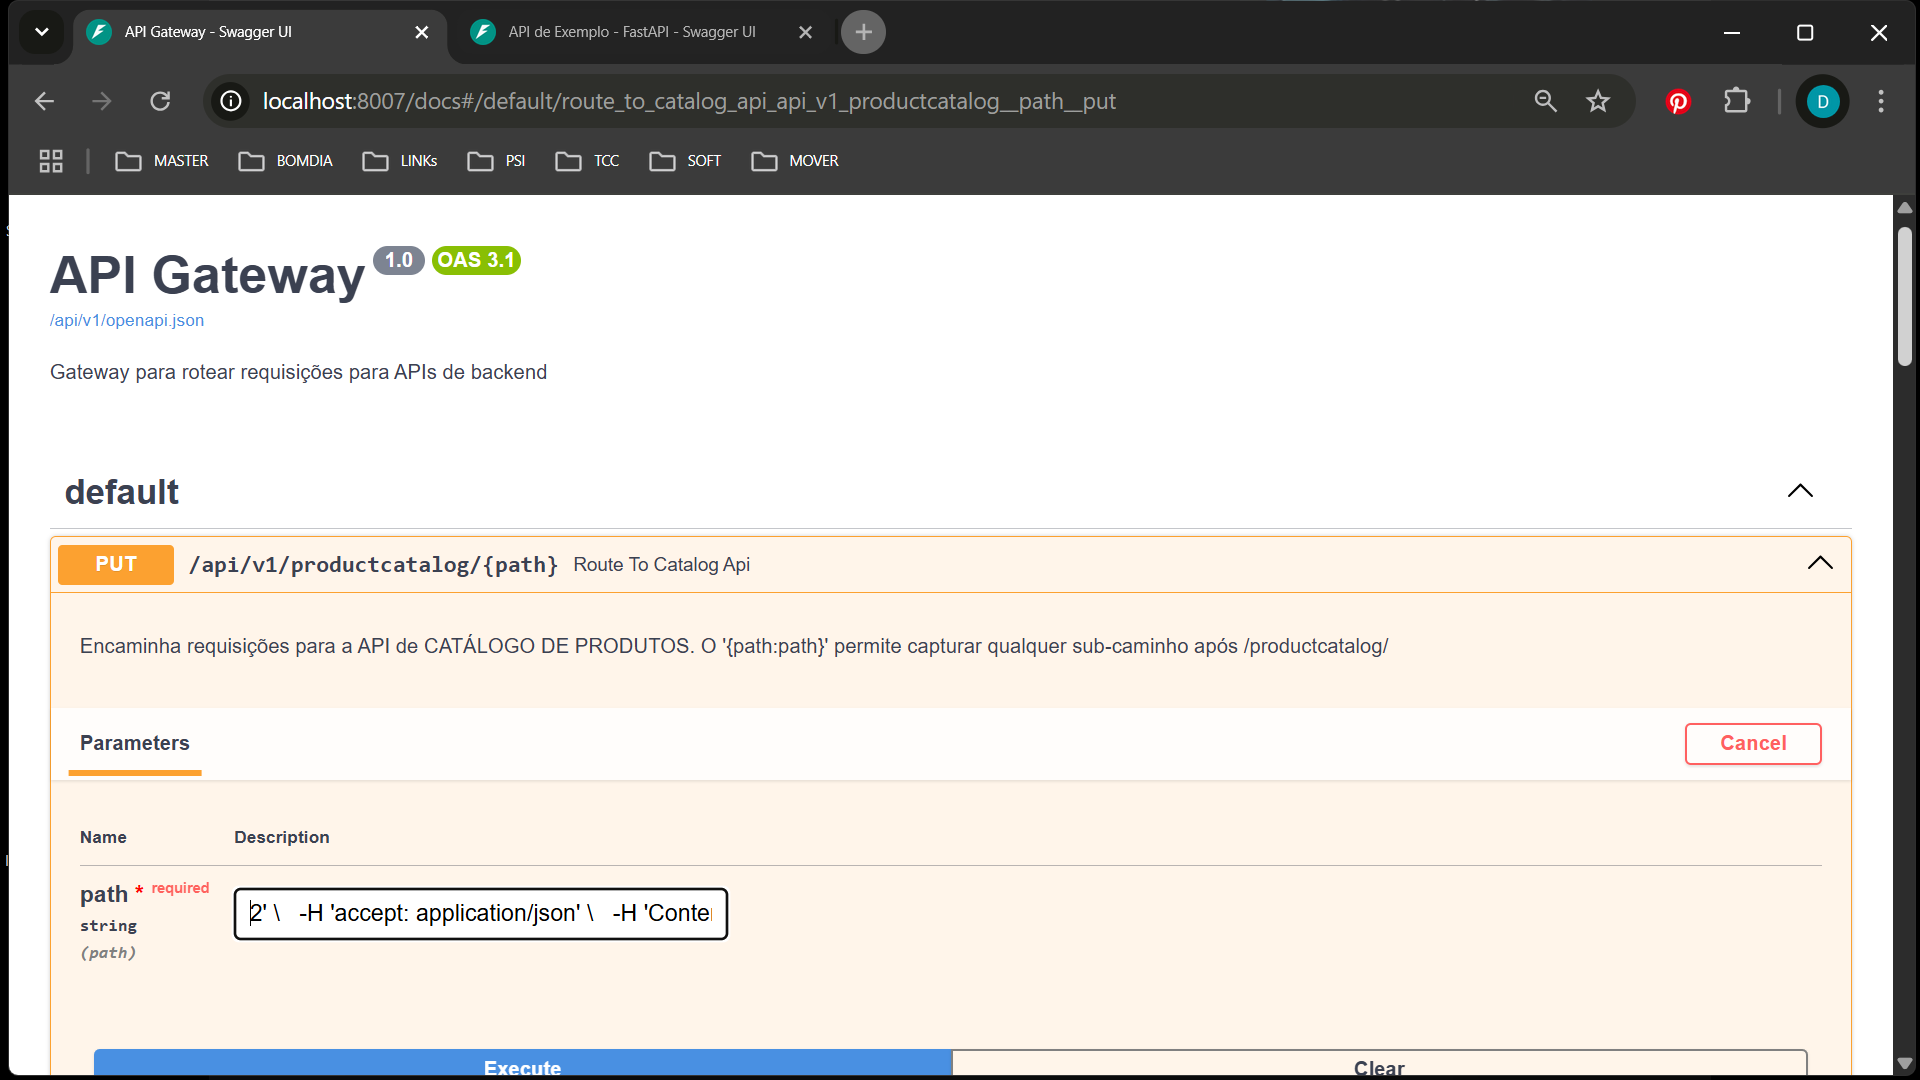 API Gateway - Swagger UI
API de Exemplo - FastAPI - Swagger UI
localhost:8007/docs#/default/route_to_catalog_api_api_v1_productcatalog__path__put
D
MASTER
BOMDIA
LINKs
PSI
TCC
SOFT
MOVER
API Gateway 1.0 OAS 3.1
/api/v1/openapi.json
Gateway para rotear requisições para APIs de backend
default
PUT /api/v1/productcatalog/{path} Route To Catalog Api
Encaminha requisições para a API de CATÁLOGO DE PRODUTOS. O '{path:path}' permite capturar qualquer sub-caminho após /productcatalog/
Parameters
Cancel
Name Description
path * required
string
(path)
2' \ -H 'accept: application/json' \ -H 'Conte
Execute
Clear